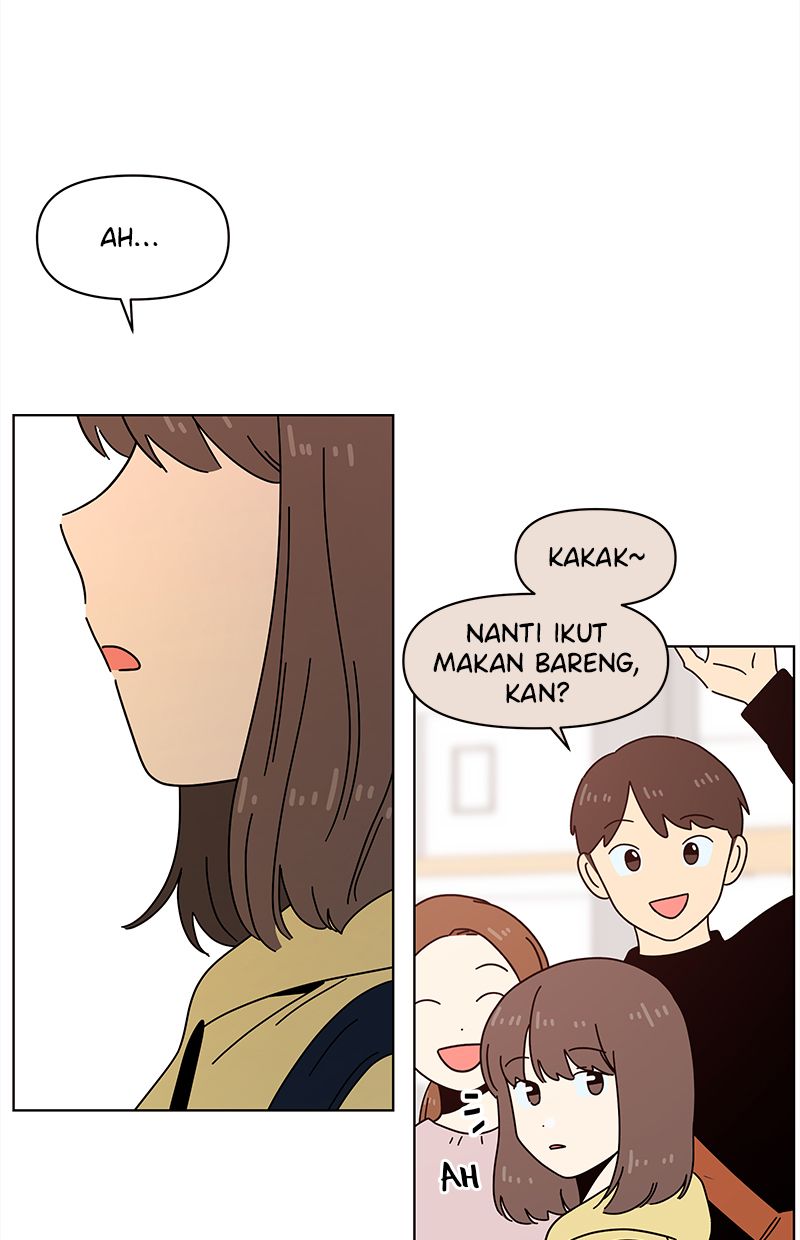 AH...
KAKAK~
NANTI IKUT
MAKAN BARENG,
KAN?
AH